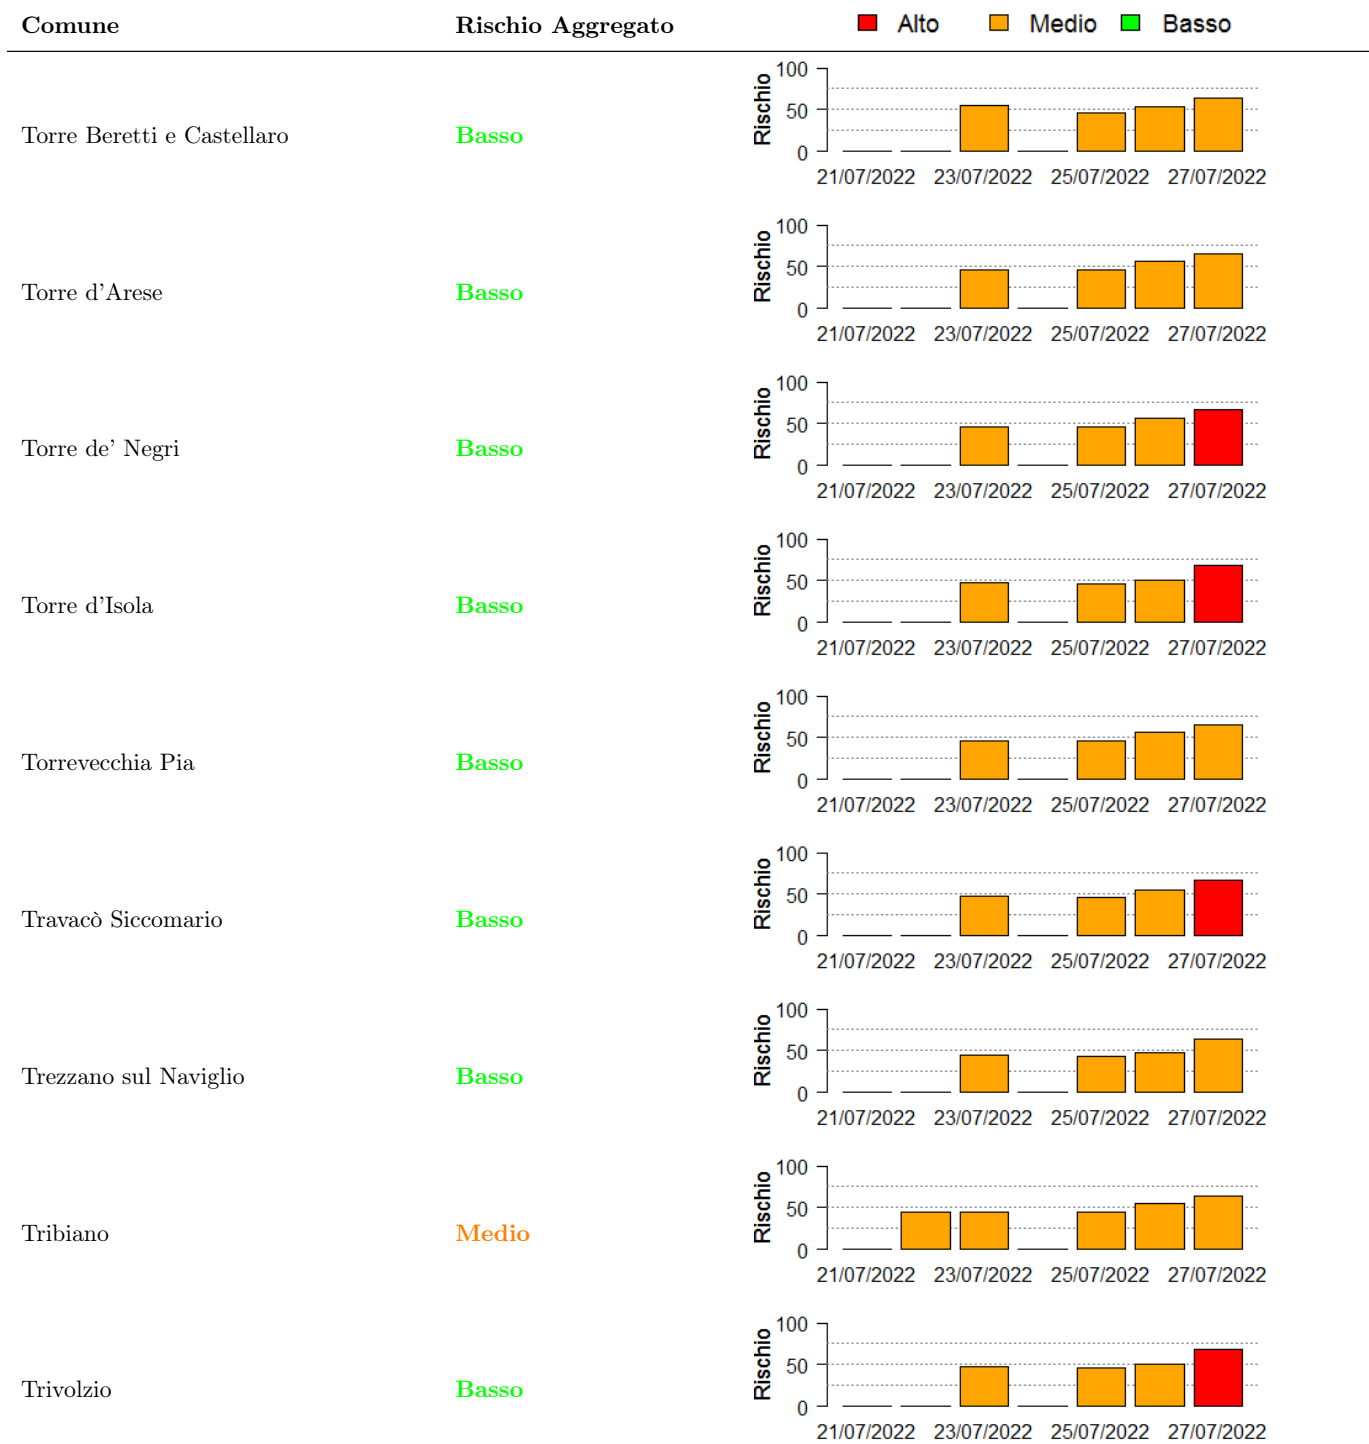 Comune Rischio Aggregato Alto Medio Basso
100
50
0
Rischio
Torre Beretti e Castellaro Basso
21/07/2022 23/07/2022 25/07/2022 27/07/2022
100
50
0
Rischio
Torre d'Arese Basso
21/07/2022 23/07/2022 25/07/2022 27/07/2022
100
50
0
Rischio
Torre de' Negri Basso
21/07/2022 23/07/2022 25/07/2022 27/07/2022
100
50
0
Rischio
Torre d'Isola Basso
21/07/2022 23/07/2022 25/07/2022 27/07/2022
100
50
0
Rischio
Torrevecchia Pia Basso
21/07/2022 23/07/2022 25/07/2022 27/07/2022
100
50
0
Rischio
Travacò Siccomario Basso
21/07/2022 23/07/2022 25/07/2022 27/07/2022
100
50
0
Rischio
Trezzano sul Naviglio Basso
21/07/2022 23/07/2022 25/07/2022 27/07/2022
100
50
0
Rischio
Tribiano Medio
21/07/2022 23/07/2022 25/07/2022 27/07/2022
100
50
0
Rischio
Trivolzio Basso
21/07/2022 23/07/2022 25/07/2022 27/07/2022